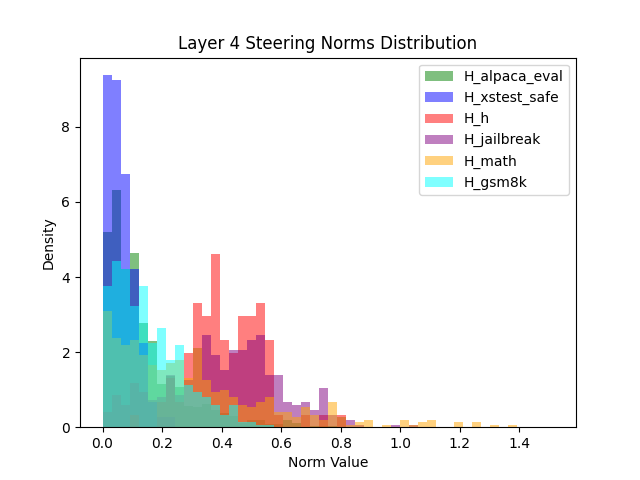 Layer 4 Steering Norms Distribution
H_alpaca_eval
H_xstest_safe
H_h
H_jailbreak
H_math
H_gsm8k
Density
8
6
4
2
0
0.0 0.2 0.4 0.6 0.8 1.0 1.2 1.4
Norm Value